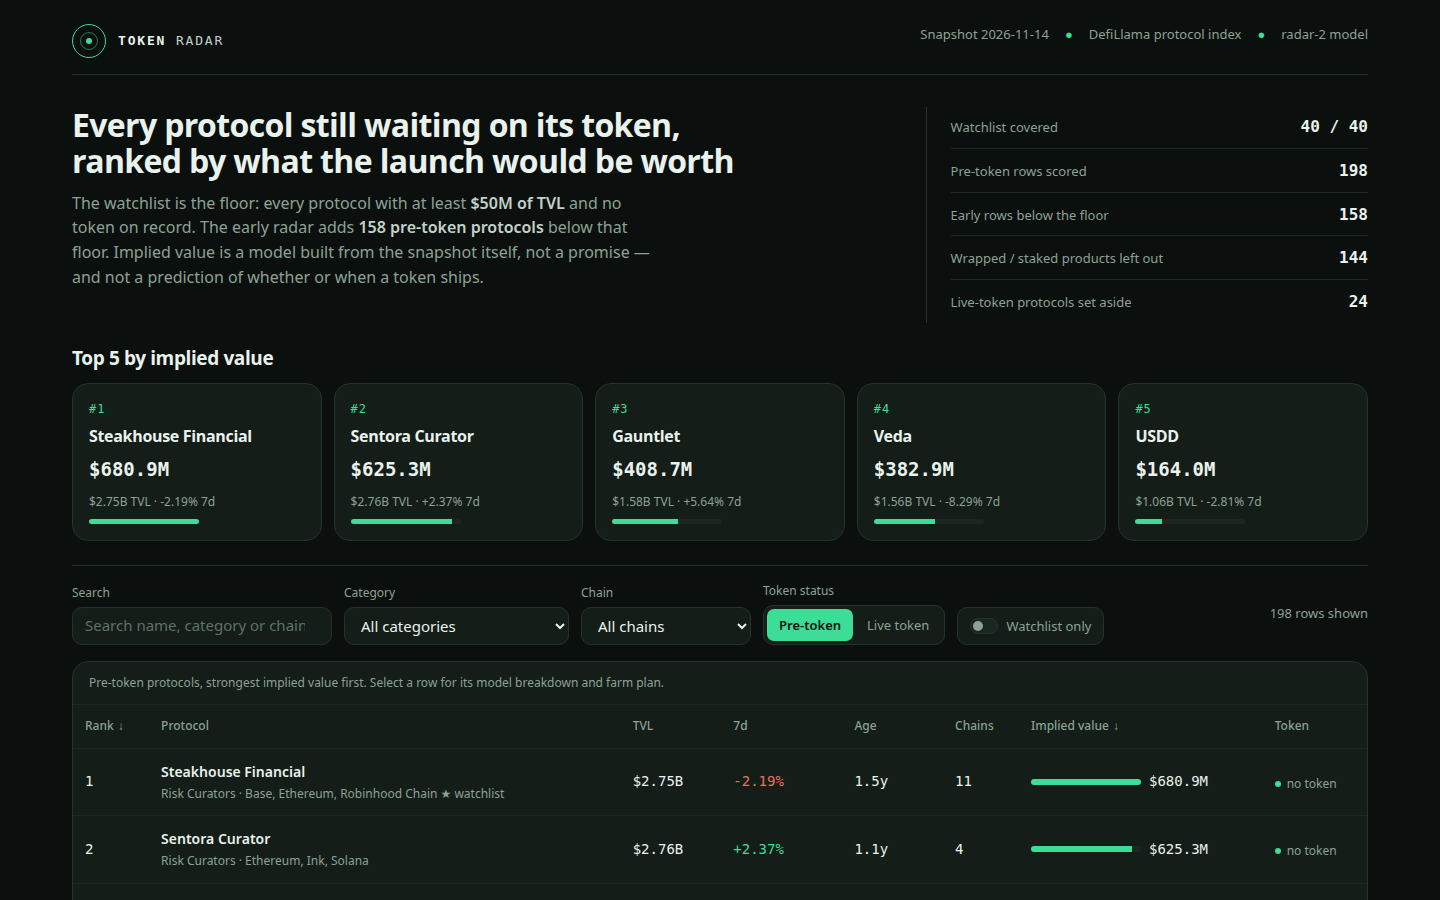 TOKEN RADAR
Snapshot 2026-11-14 ● DefiLlama protocol index ● radar-2 model
Every protocol still waiting on its token,
ranked by what the launch would be worth
The watchlist is the floor: every protocol with at least $50M of TVL and no
token on record. The early radar adds 158 pre-token protocols below that
floor. Implied value is a model built from the snapshot itself, not a promise —
and not a prediction of whether or when a token ships.
Watchlist covered 40 / 40
Pre-token rows scored 198
Early rows below the floor 158
Wrapped / staked products left out 144
Live-token protocols set aside 24
Top 5 by implied value
#1
Steakhouse Financial
$680.9M
$2.75B TVL · -2.19% 7d
#2
Sentora Curator
$625.3M
$2.76B TVL · +2.37% 7d
#3
Gauntlet
$408.7M
$1.58B TVL · +5.64% 7d
#4
Veda
$382.9M
$1.56B TVL · -8.29% 7d
#5
USDD
$164.0M
$1.06B TVL · -2.81% 7d
Search
Search name, category or chain
Category
All categories
Chain
All chains
Token status
Pre-token Live token
Watchlist only
198 rows shown
Pre-token protocols, strongest implied value first. Select a row for its model breakdown and farm plan.
Rank ↓ Protocol TVL 7d Age Chains Implied value ↓ Token
1 Steakhouse Financial $2.75B -2.19% 1.5y 11 $680.9M no token
Risk Curators · Base, Ethereum, Robinhood Chain ★ watchlist
2 Sentora Curator $2.76B +2.37% 1.1y 4 $625.3M no token
Risk Curators · Ethereum, Ink, Solana